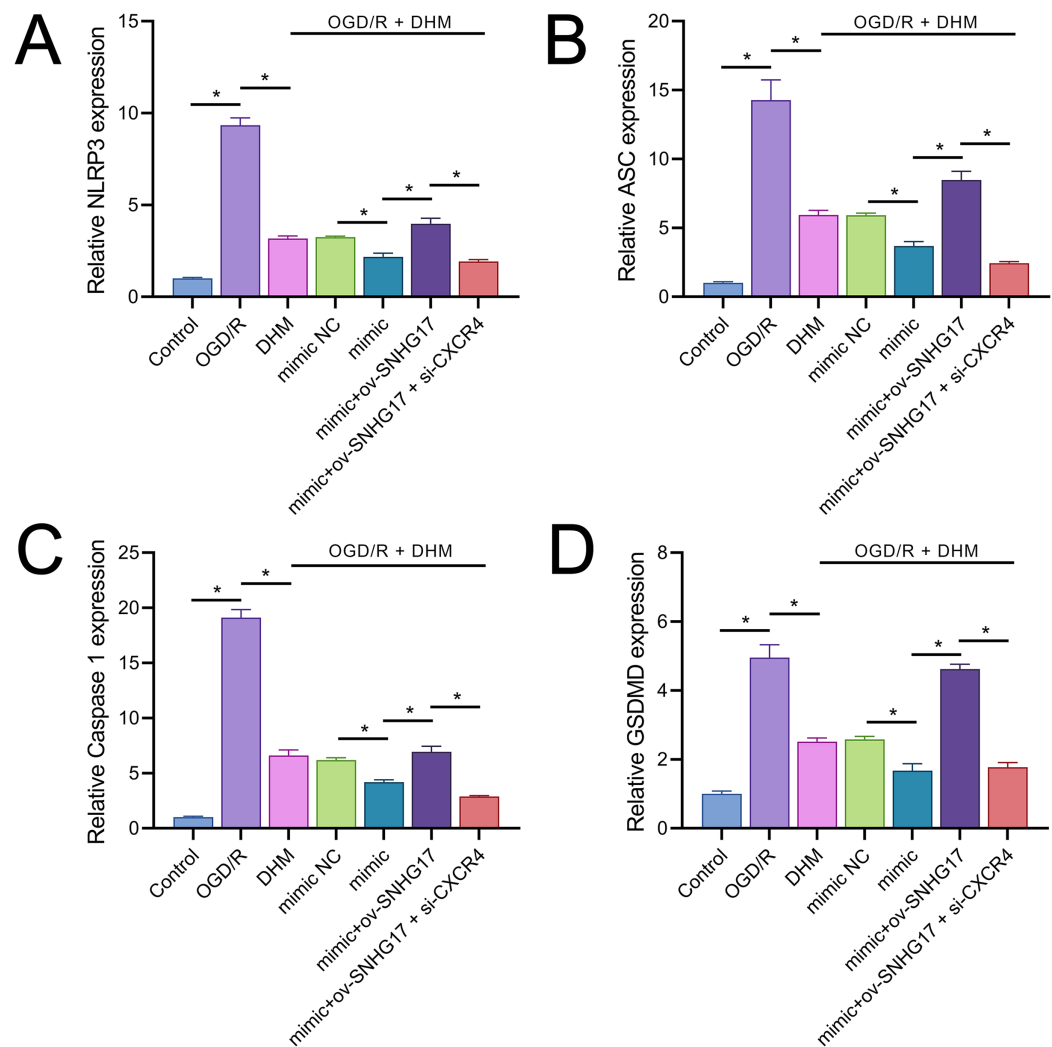 A
Relative NLRP3 expression
15
10
5
0
OGD/R + DHM
*
*
*
*
*
Control
OGD/R
DHM
mimic NC
mimic
mimic+ov-SNHG17
mimic+ov-SNHG17 + si-CXCR4
B
Relative ASC expression
20
15
10
5
0
OGD/R + DHM
*
*
*
*
*
Control
OGD/R
DHM
mimic NC
mimic
mimic+ov-SNHG17
mimic+ov-SNHG17 + si-CXCR4
C
Relative Caspase 1 expression
25
20
15
10
5
0
OGD/R + DHM
*
*
*
*
*
Control
OGD/R
DHM
mimic NC
mimic
mimic+ov-SNHG17
mimic+ov-SNHG17 + si-CXCR4
D
Relative GSDMD expression
8
6
4
2
0
OGD/R + DHM
*
*
*
*
*
Control
OGD/R
DHM
mimic NC
mimic
mimic+ov-SNHG17
mimic+ov-SNHG17 + si-CXCR4